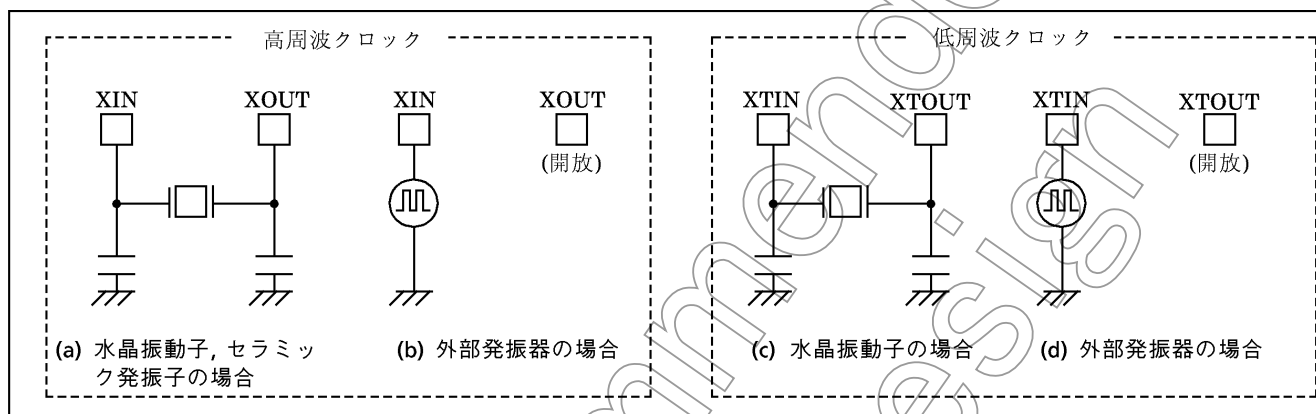 高周波クロック
XIN
XOUT
XIN
XOUT
(開放)
(a) 水晶振動子, セラミッ
ク発振子の場合
(b) 外部発振器の場合
低周波クロック
XTIN
XTOUT
XTIN
XTOUT
(開放)
(c) 水晶振動子の場合
(d) 外部発振器の場合